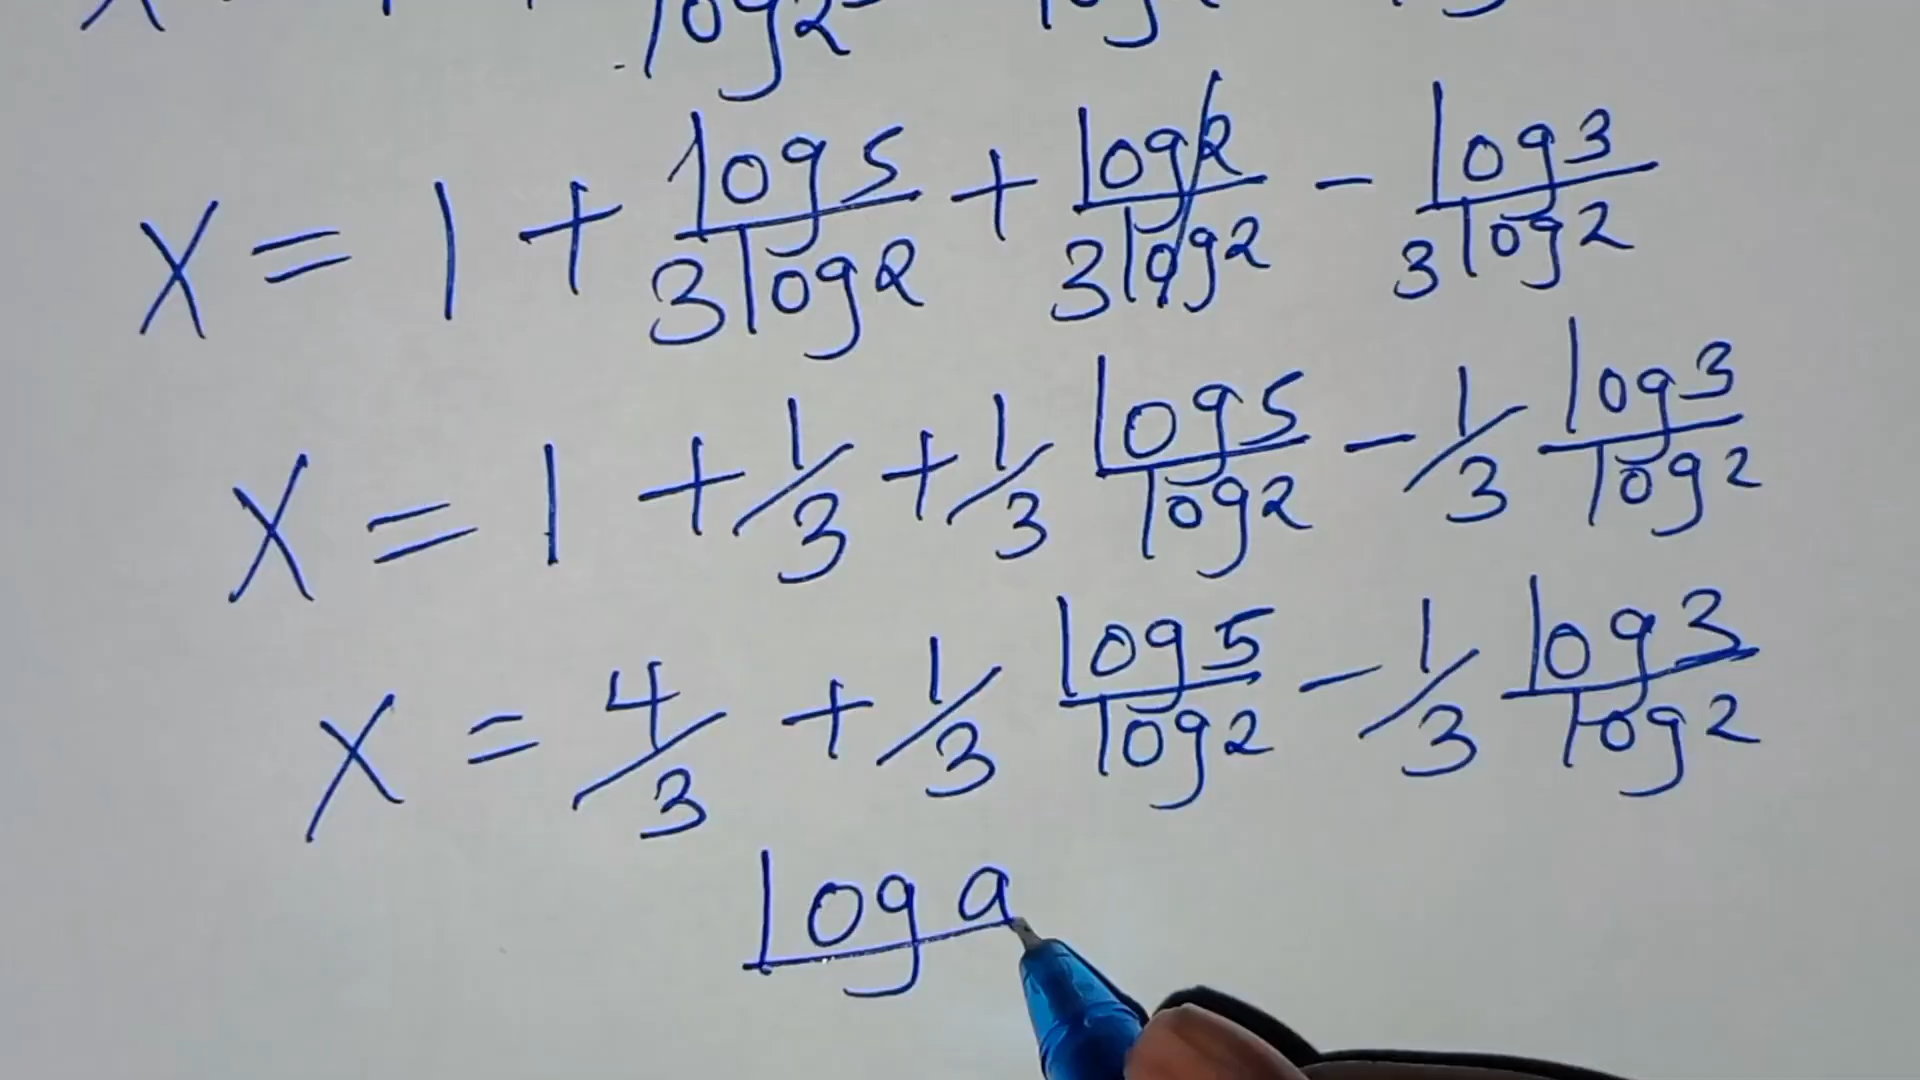 x = 1 + log5/3log2 + log2/3log2 - log3/3log2
x = 1 + 1/3 + 1/3 log5/log2 - 1/3 log3/log2
x = 4/3 + 1/3 log5/log2 - 1/3 log3/log2
log a